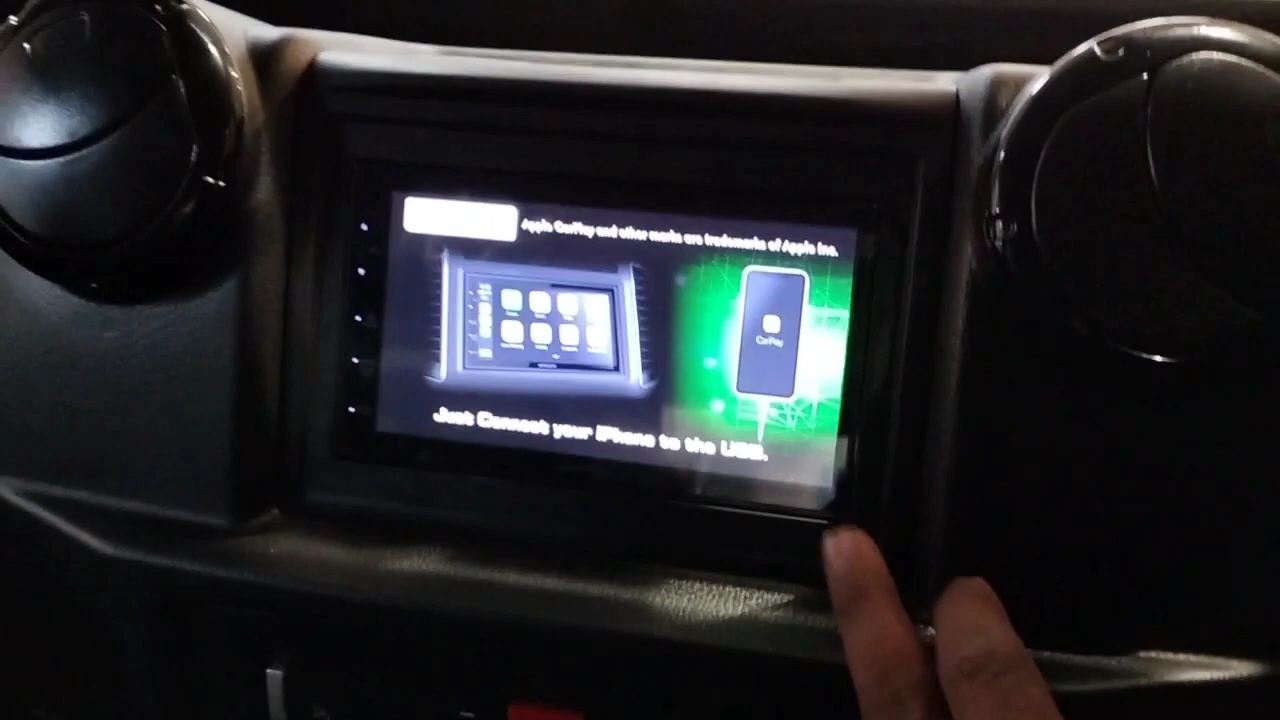 Apple CarPlay and other marks are trademarks of Apple Inc.
CarPlay
Just Connect your iPhone to the USB.